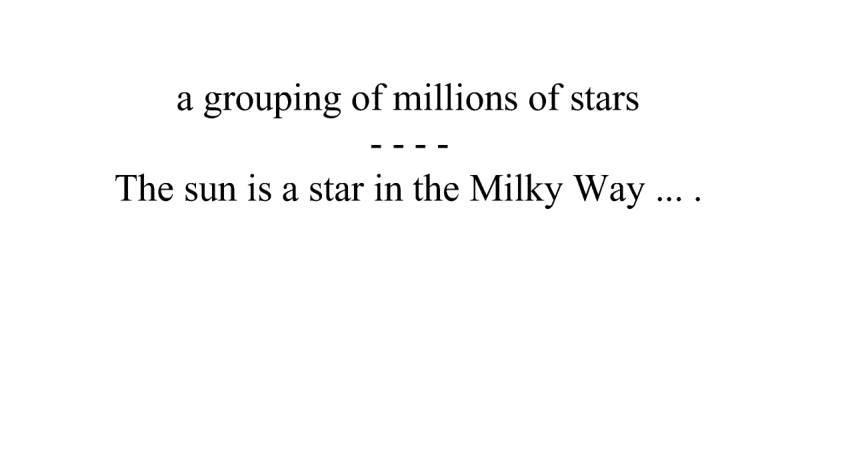 a grouping of millions of stars
- - - -
The sun is a star in the Milky Way ... .